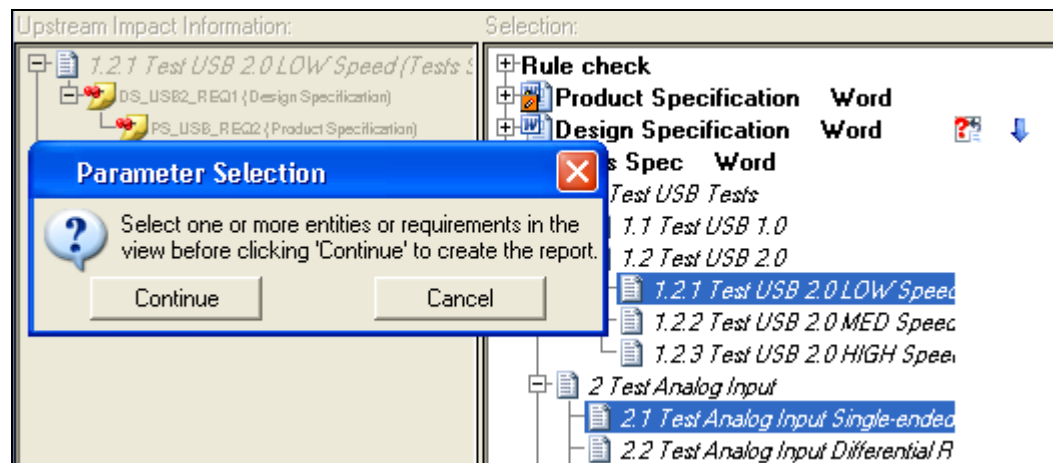 Upstream Impact Information:
1.2.1 Test USB 2.0 LOW Speed (Tests
DS_USB2_REQ1 {Design Specification}
PS_USB_REQ2 {Product Specification}
Parameter Selection
Select one or more entities or requirements in the
view before clicking 'Continue' to create the report.
Continue Cancel
Selection:
Rule check
Product Specification Word
Design Specification Word
s Spec Word
Test USB Tests
1.1 Test USB 1.0
1.2 Test USB 2.0
1.2.1 Test USB 2.0 LOW Speed
1.2.2 Test USB 2.0 MED Speed
1.2.3 Test USB 2.0 HIGH Speed
2 Test Analog Input
2.1 Test Analog Input Single-ended
2.2 Test Analog Input Differential R